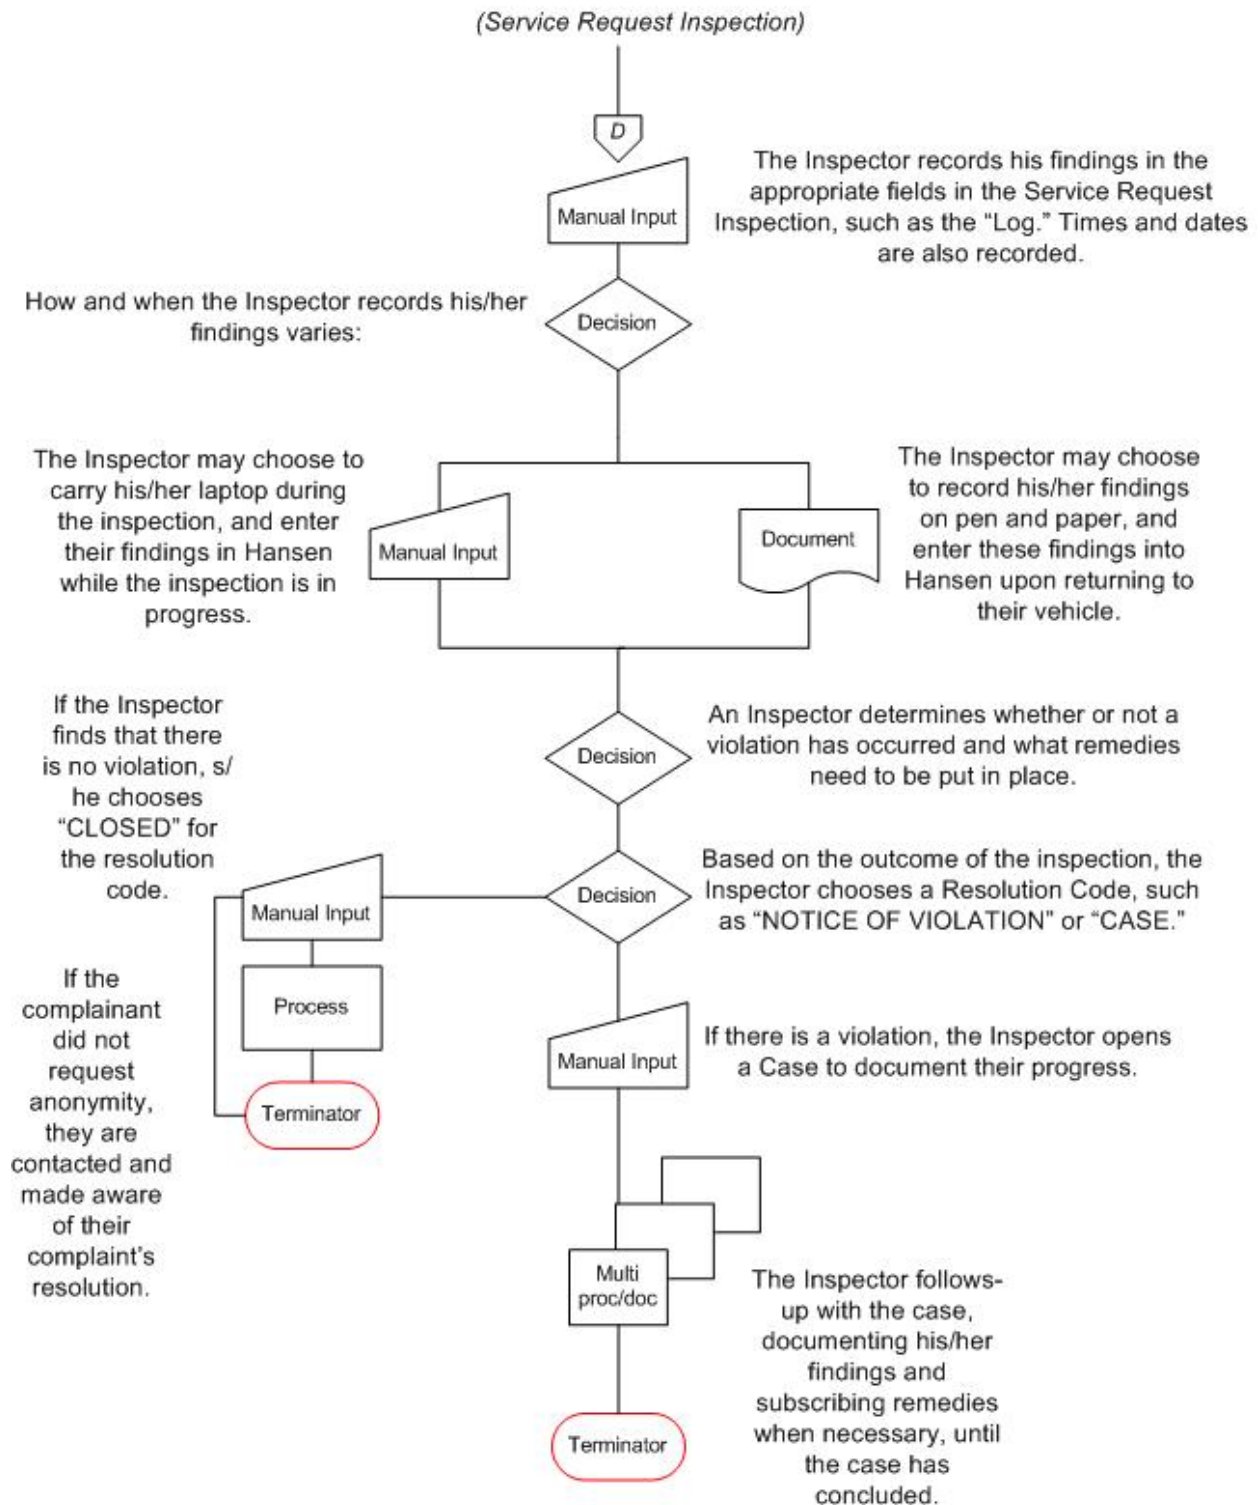 (Service Request Inspection)
D
Manual Input
The Inspector records his findings in the
appropriate fields in the Service Request
Inspection, such as the “Log.” Times and dates
are also recorded.
How and when the Inspector records his/her
findings varies:
Decision
The Inspector may choose to
carry his/her laptop during
the inspection, and enter
their findings in Hansen
while the inspection is in
progress.
Manual Input
Document
The Inspector may choose
to record his/her findings
on pen and paper, and
enter these findings into
Hansen upon returning to
their vehicle.
Decision
An Inspector determines whether or not a
violation has occurred and what remedies
need to be put in place.
If the Inspector
finds that there
is no violation, s/
he chooses
“CLOSED” for
the resolution
code.
Manual Input
Decision
Based on the outcome of the inspection, the
Inspector chooses a Resolution Code, such
as “NOTICE OF VIOLATION” or “CASE.”
If the
complainant
did not
request
anonymity,
they are
contacted and
made aware
of their
complaint’s
resolution.
Process
Terminator
Manual Input
If there is a violation, the Inspector opens
a Case to document their progress.
Multi
proc/doc
The Inspector follows-
up with the case,
documenting his/her
findings and
subscribing remedies
when necessary, until
the case has
concluded.
Terminator